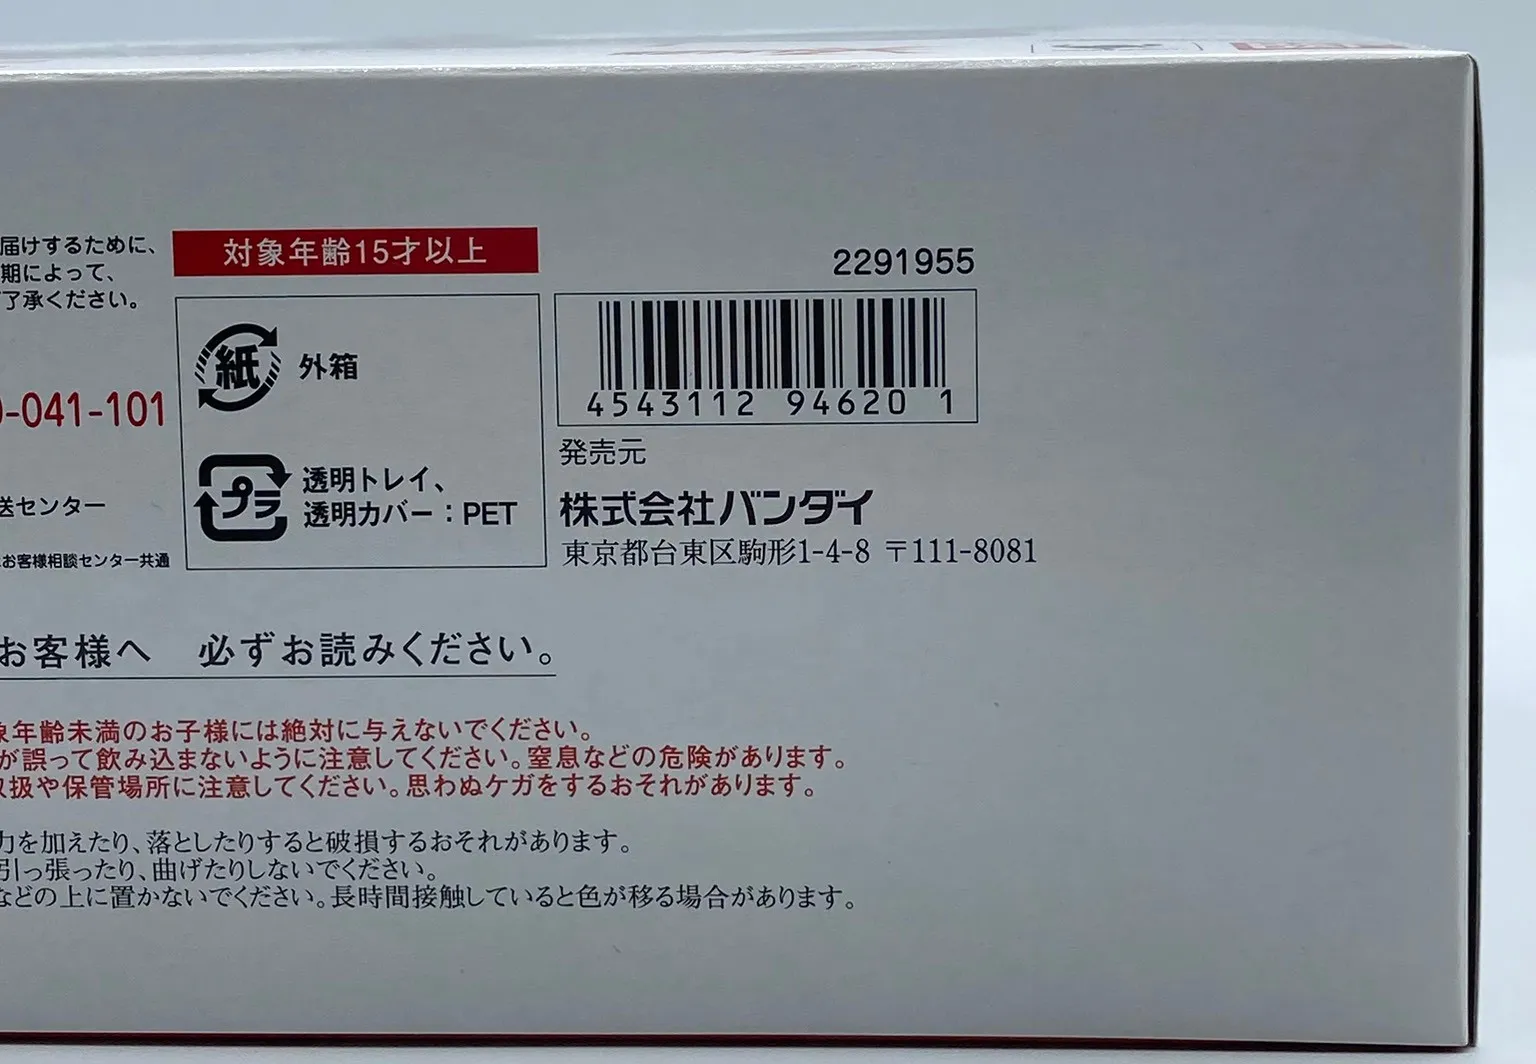 届けするために、
期によって、
了承ください。
対象年齢15才以上
2291955
紙 外箱
4543112 94620 1
-041-101
発売元
プラ 透明トレイ、
透明カバー：PET
株式会社バンダイ
送センター
東京都台東区駒形1-4-8 〒111-8081
お客様相談センター共通
お客様へ 必ずお読みください。
年齢未満のお子様には絶対に与えないでください。
が誤って飲み込まないように注意してください。窒息などの危険があります。
取扱や保管場所に注意してください。思わぬケガをするおそれがあります。
力を加えたり、落としたりすると破損するおそれがあります。
引っ張ったり、曲げたりしないでください。
などの上に置かないでください。長時間接触していると色が移る場合があります。